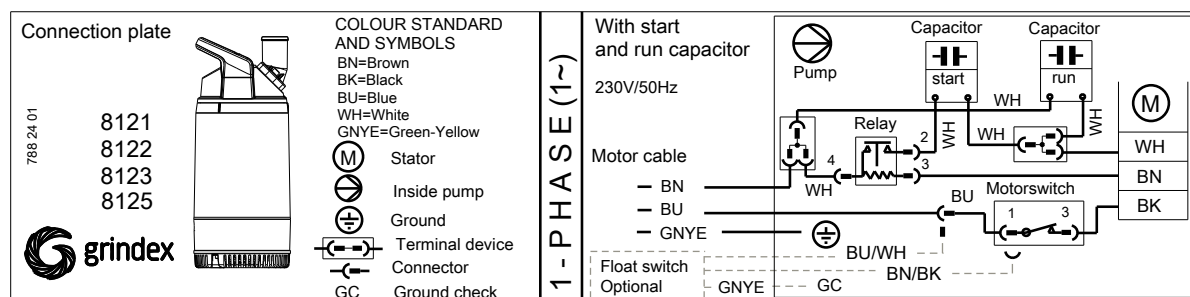 Connection plate
788 24 01
8121
8122
8123
8125
grindex
COLOUR STANDARD
AND SYMBOLS
BN=Brown
BK=Black
BU=Blue
WH=White
GNYE=Green-Yellow
M Stator
Inside pump
Ground
Terminal device
Connector
GC Ground check
1 - PHASE (1~)
With start
and run capacitor
230V/50Hz
Pump
Capacitor
start
Capacitor
run
WH
WH
WH
WH
Relay
2
4
3
WH
M
WH
BN
BK
Motor cable
BN
BU
GNYE
BU
Motorswitch
1 3
BU/WH
BN/BK
Float switch
Optional
GNYE
GC